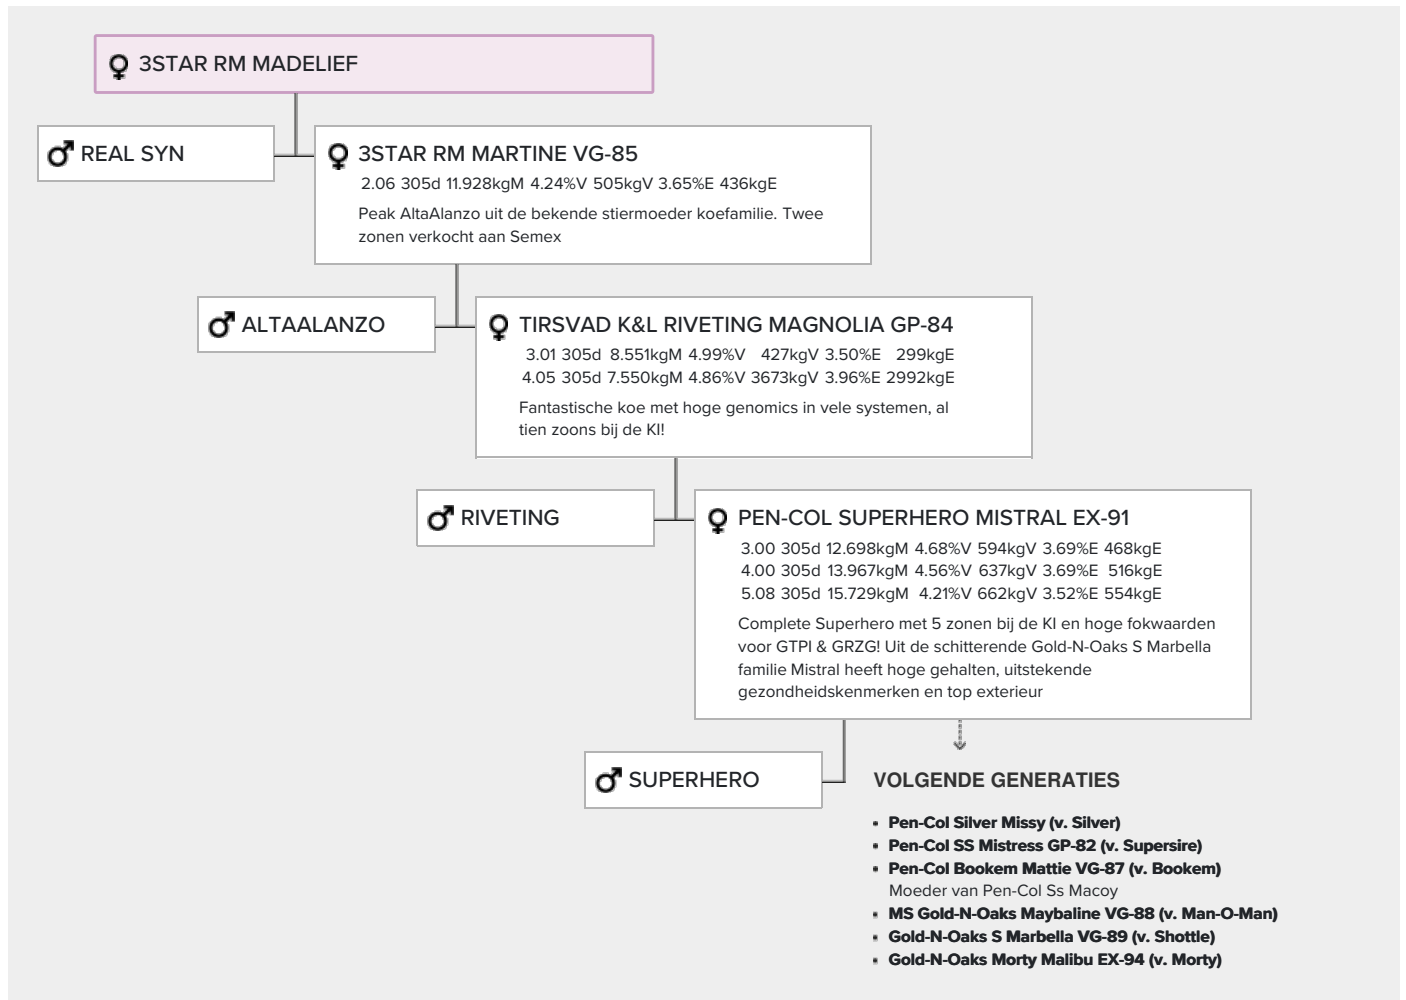 3STAR RM MADELIEF
REAL SYN
3STAR RM MARTINE VG-85
2.06 305d 11.928kgM 4.24%V 505kgV 3.65%E 436kgE
Peak AltaAlanzo uit de bekende stiermoeder koefamilie. Twee
zonen verkocht aan Semex
ALTAALANZO
TIRSVAD K&L RIVETING MAGNOLIA GP-84
3.01 305d 8.551kgM 4.99%V 427kgV 3.50%E 299kgE
4.05 305d 7.550kgM 4.86%V 3673kgV 3.96%E 2992kgE
Fantastische koe met hoge genomics in vele systemen, al
tien zoons bij de KI!
RIVETING
PEN-COL SUPERHERO MISTRAL EX-91
3.00 305d 12.698kgM 4.68%V 594kgV 3.69%E 468kgE
4.00 305d 13.967kgM 4.56%V 637kgV 3.69%E 516kgE
5.08 305d 15.729kgM 4.21%V 662kgV 3.52%E 554kgE
Complete Superhero met 5 zonen bij de KI en hoge fokwaarden
voor GTPI & GRZG! Uit de schitterende Gold-N-Oaks S Marbella
familie Mistral heeft hoge gehalten, uitstekende
gezondheidskenmerken en top exterieur
SUPERHERO
VOLGENDE GENERATIES
Pen-Col Silver Missy (v. Silver)
Pen-Col SS Mistress GP-82 (v. Supersire)
Pen-Col Bookem Mattie VG-87 (v. Bookem)
Moeder van Pen-Col Ss Macoy
MS Gold-N-Oaks Maybaline VG-88 (v. Man-O-Man)
Gold-N-Oaks S Marbella VG-89 (v. Shottle)
Gold-N-Oaks Morty Malibu EX-94 (v. Morty)